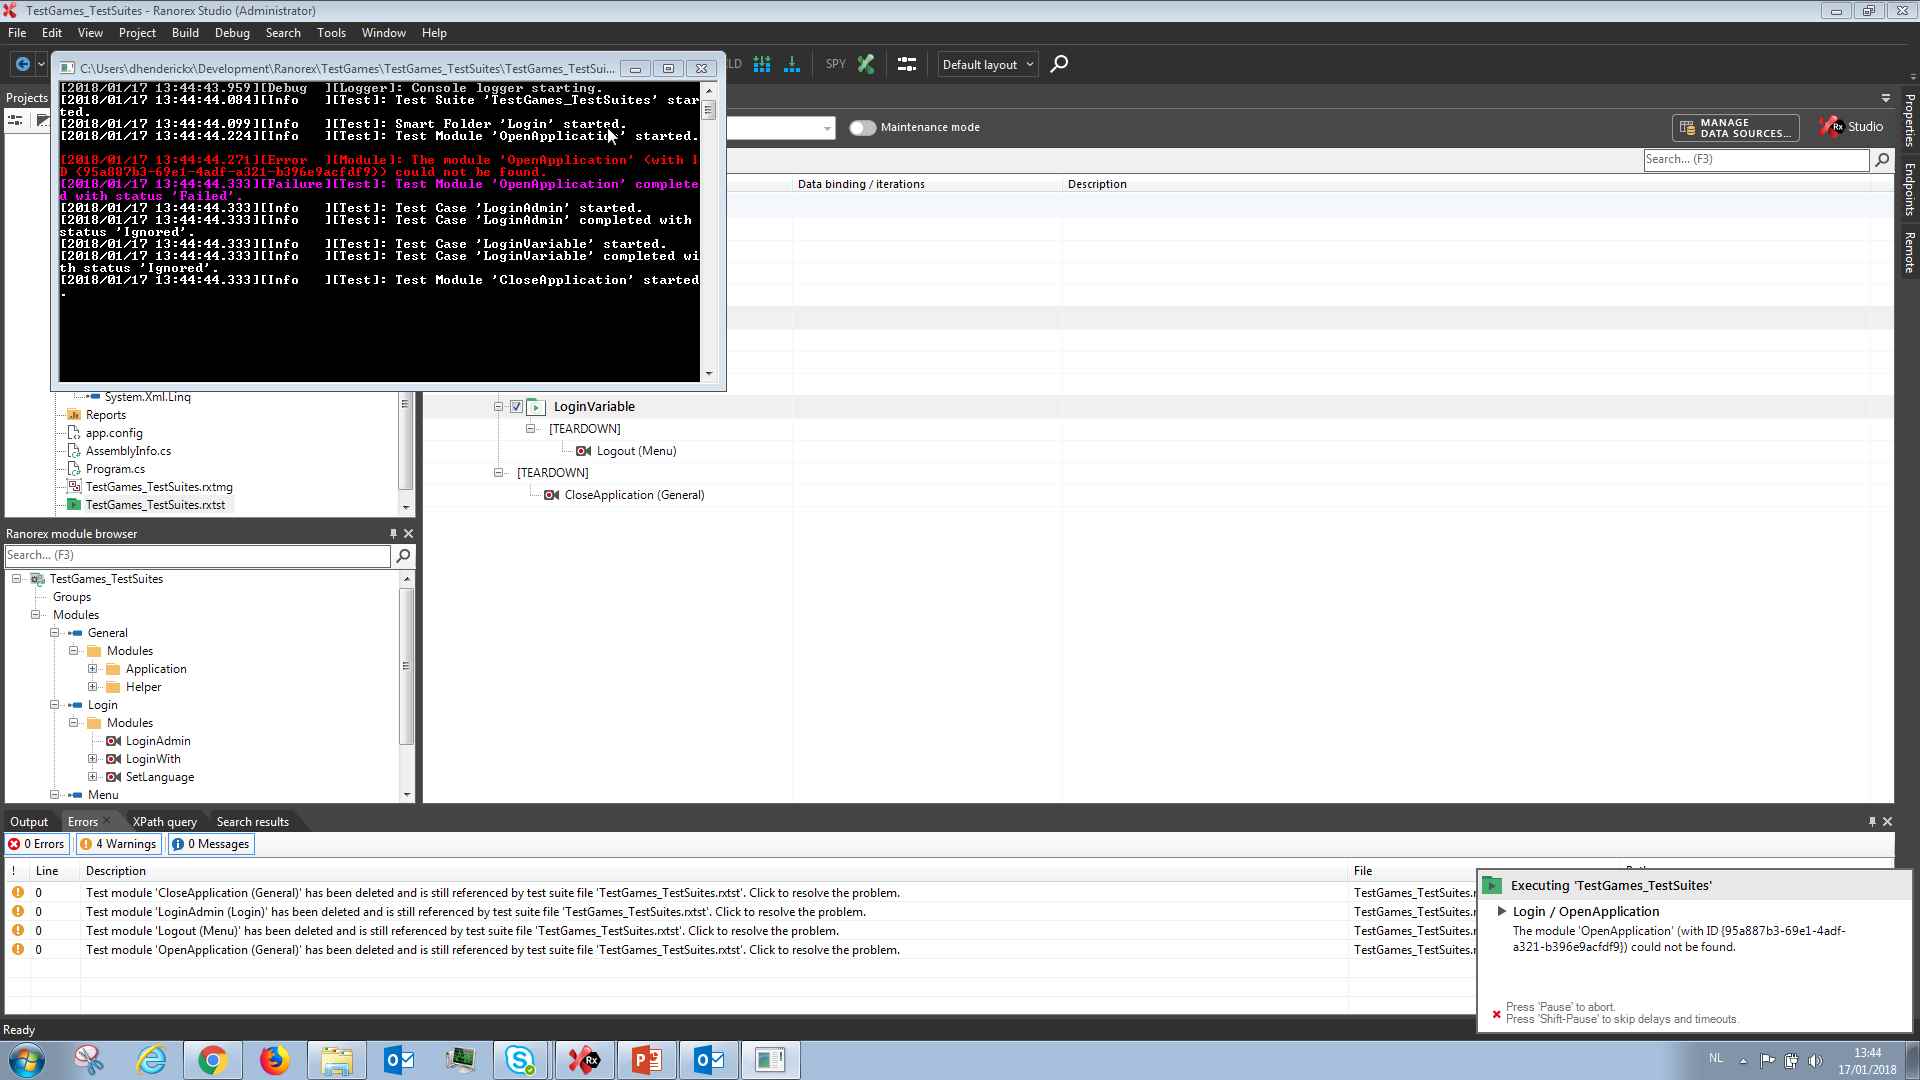 TestGames_TestSuites - Ranorex Studio (Administrator)
File Edit View Project Build Debug Search Tools Window Help
C:\Users\dhenderickx\Development\Ranorex\TestGames\TestGames_TestSuites\TestGames_TestSui...
LD SPY Default layout
[2018/01/17 13:44:43.959][Debug ][Logger]: Console logger starting.
[2018/01/17 13:44:44.084][Info ][Test]: Test Suite 'TestGames_TestSuites' star
ted.
[2018/01/17 13:44:44.099][Info ][Test]: Smart Folder 'Login' started.
[2018/01/17 13:44:44.224][Info ][Test]: Test Module 'OpenApplication' started.
[2018/01/17 13:44:44.271][Error ][Module]: The module 'OpenApplication' (with I
D {95a887b3-69e1-4adf-a321-b396e9acfdf9}) could not be found.
[2018/01/17 13:44:44.333][Failure][Test]: Test Module 'OpenApplication' complete
d with status 'Failed'.
[2018/01/17 13:44:44.333][Info ][Test]: Test Case 'LoginAdmin' started.
[2018/01/17 13:44:44.333][Info ][Test]: Test Case 'LoginAdmin' completed with
status 'Ignored'.
[2018/01/17 13:44:44.333][Info ][Test]: Test Case 'LoginVariable' started.
[2018/01/17 13:44:44.333][Info ][Test]: Test Case 'LoginVariable' completed wi
th status 'Ignored'.
[2018/01/17 13:44:44.333][Info ][Test]: Test Module 'CloseApplication' started
.
Projects
Maintenance mode
MANAGE
DATA SOURCES...
Rx Studio
Search... (F3)
Data binding / iterations Description
Properties
Endpoints
Remote
System.Xml.Linq
Reports
app.config
AssemblyInfo.cs
Program.cs
TestGames_TestSuites.rxtmg
TestGames_TestSuites.rxtst
LoginVariable
[TEARDOWN]
Logout (Menu)
[TEARDOWN]
CloseApplication (General)
Ranorex module browser
Search... (F3)
TestGames_TestSuites
Groups
Modules
General
Modules
Application
Helper
Login
Modules
LoginAdmin
LoginWith
SetLanguage
Menu
Output Errors XPath query Search results
0 Errors 4 Warnings 0 Messages
! Line Description File
0 Test module 'CloseApplication (General)' has been deleted and is still referenced by test suite file 'TestGames_TestSuites.rxtst'. Click to resolve the problem. TestGames_TestSuites.r
0 Test module 'LoginAdmin (Login)' has been deleted and is still referenced by test suite file 'TestGames_TestSuites.rxtst'. Click to resolve the problem. TestGames_TestSuites.r
0 Test module 'Logout (Menu)' has been deleted and is still referenced by test suite file 'TestGames_TestSuites.rxtst'. Click to resolve the problem. TestGames_TestSuites.r
0 Test module 'OpenApplication (General)' has been deleted and is still referenced by test suite file 'TestGames_TestSuites.rxtst'. Click to resolve the problem. TestGames_TestSuites.r
Executing 'TestGames_TestSuites'
Login / OpenApplication
The module 'OpenApplication' (with ID {95a887b3-69e1-4adf-
a321-b396e9acfdf9}) could not be found.
Press 'Pause' to abort.
Press 'Shift-Pause' to skip delays and timeouts.
Ready
NL
13:44
17/01/2018